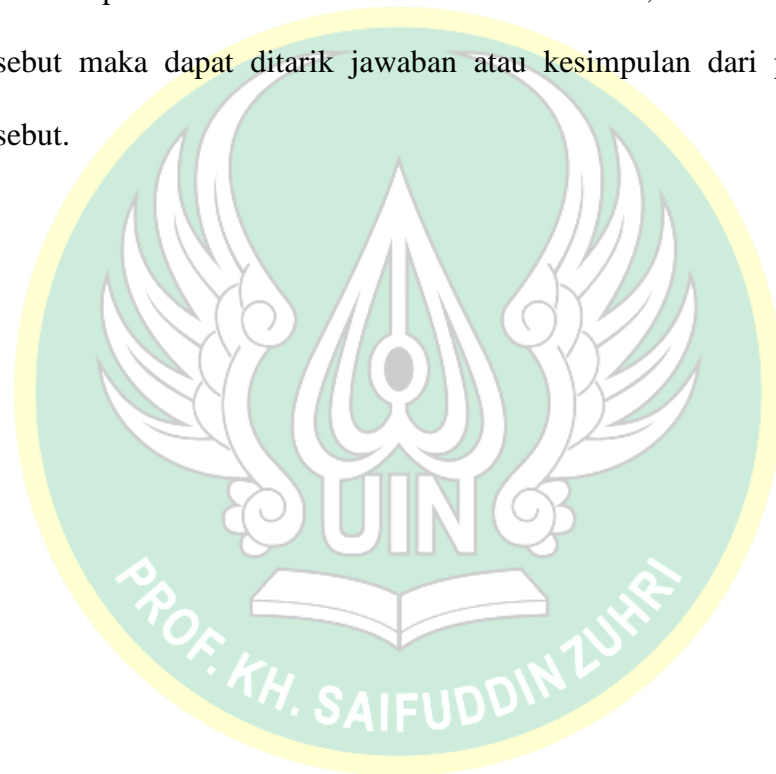 sebut maka dapat ditarik jawaban atau kesimpulan dari
sebut.
UIN
PROF. KH. SAIFUDDIN ZUHRI